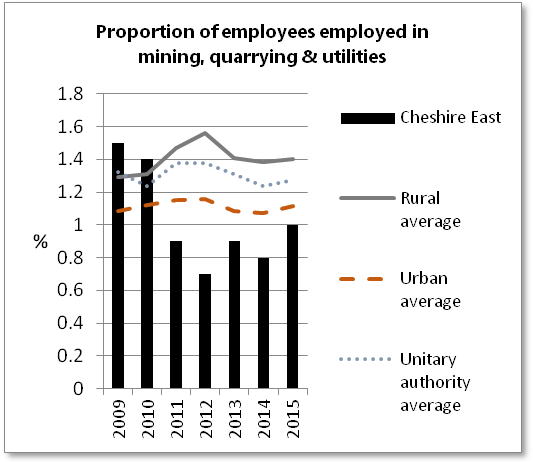 Proportion of employees employed in
mining, quarrying & utilities
1.8
1.6
1.4
1.2
1
0.8
0.6
0.4
0.2
0
%
2009
2010
2011
2012
2013
2014
2015
Cheshire East
Rural
average
Urban
average
Unitary
authority
average